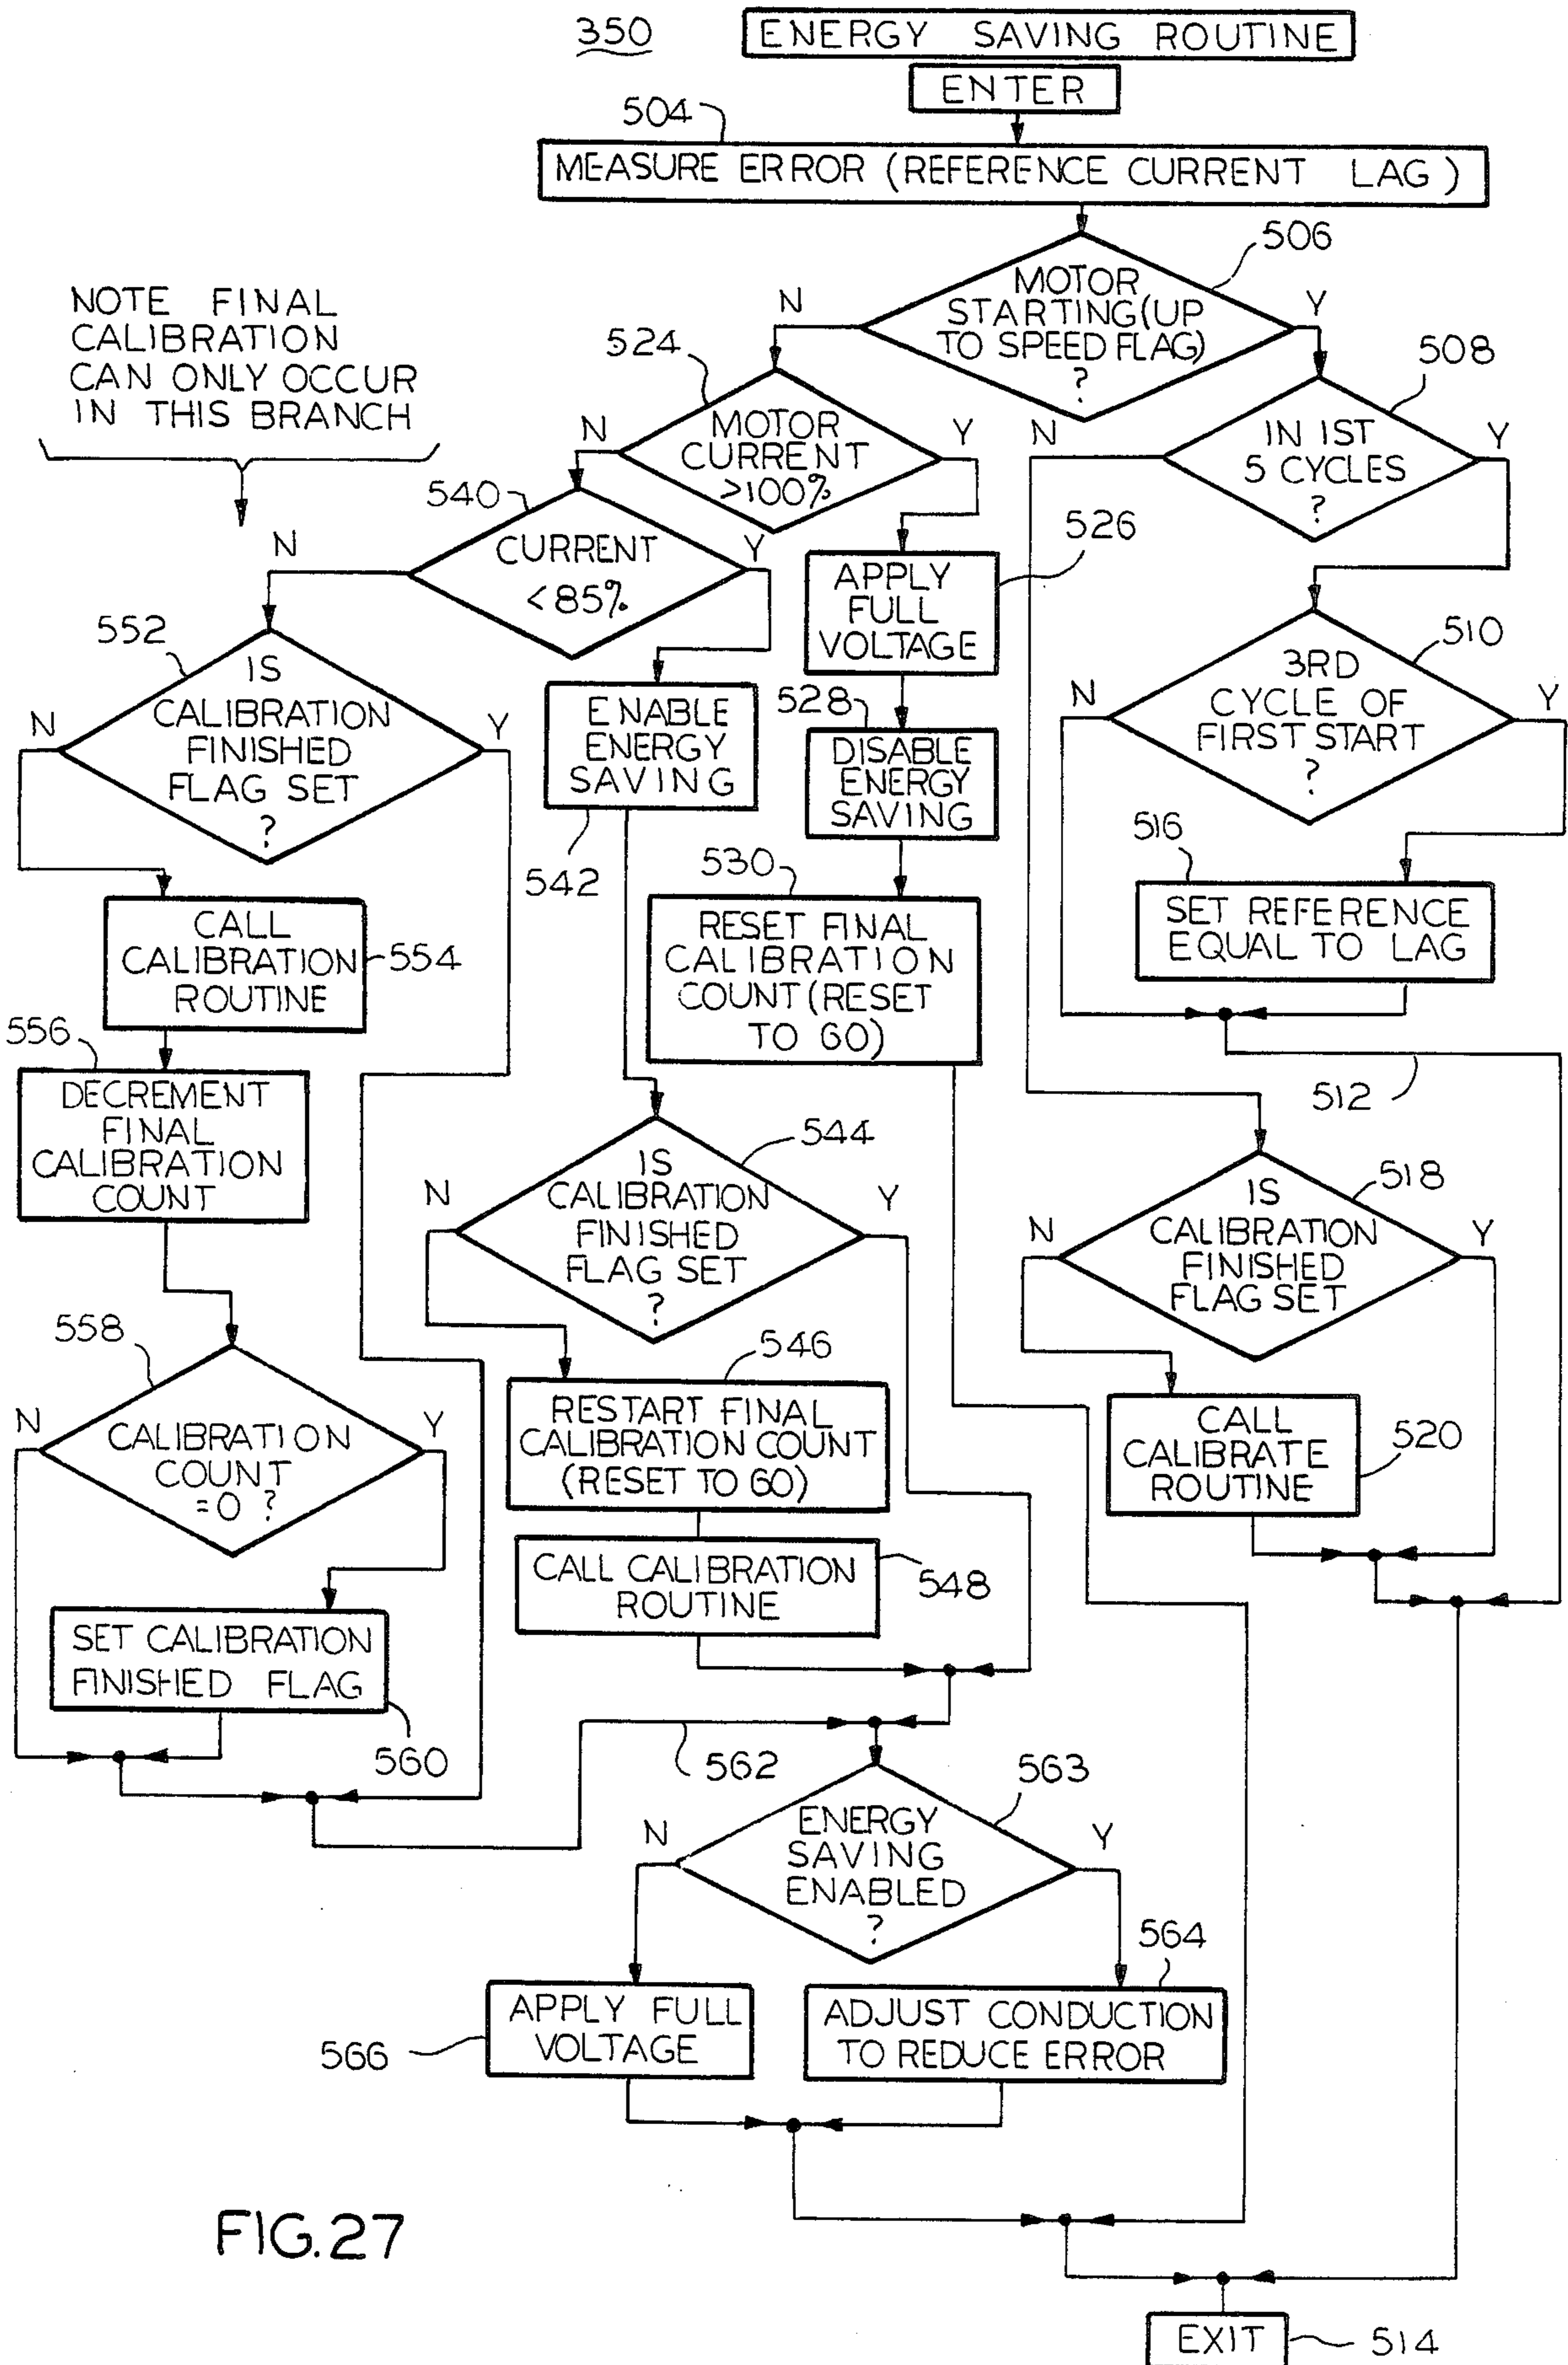 350
ENERGY SAVING ROUTINE
ENTER
504
MEASURE ERROR (REFERENCE CURRENT LAG)
506
MOTOR
STARTING (UP
TO SPEED FLAG)
?
N
Y
NOTE FINAL
CALIBRATION
CAN ONLY OCCUR
IN THIS BRANCH
524
MOTOR
CURRENT
>100%
N
Y
508
IN 1ST
5 CYCLES
?
N
Y
540
CURRENT
<85%
N
Y
526
APPLY
FULL
VOLTAGE
510
3RD
CYCLE OF
FIRST START
?
N
Y
552
IS
CALIBRATION
FINISHED
FLAG SET
?
N
Y
ENABLE
ENERGY
SAVING
542
528
DISABLE
ENERGY
SAVING
516
SET REFERENCE
EQUAL TO LAG
530
RESET FINAL
CALIBRATION
COUNT (RESET
TO 60)
CALL
CALIBRATION
ROUTINE
554
512
556
DECREMENT
FINAL
CALIBRATION
COUNT
544
IS
CALIBRATION
FINISHED
FLAG SET
?
N
Y
518
IS
CALIBRATION
FINISHED
FLAG SET
N
Y
558
CALIBRATION
COUNT
=0 ?
N
Y
546
RESTART FINAL
CALIBRATION COUNT
(RESET TO 60)
CALL
CALIBRATE
ROUTINE
520
CALL CALIBRATION
ROUTINE
548
SET CALIBRATION
FINISHED FLAG
560
562
563
ENERGY
SAVING
ENABLED
?
N
Y
564
APPLY FULL
VOLTAGE
566
ADJUST CONDUCTION
TO REDUCE ERROR
FIG.27
EXIT
514